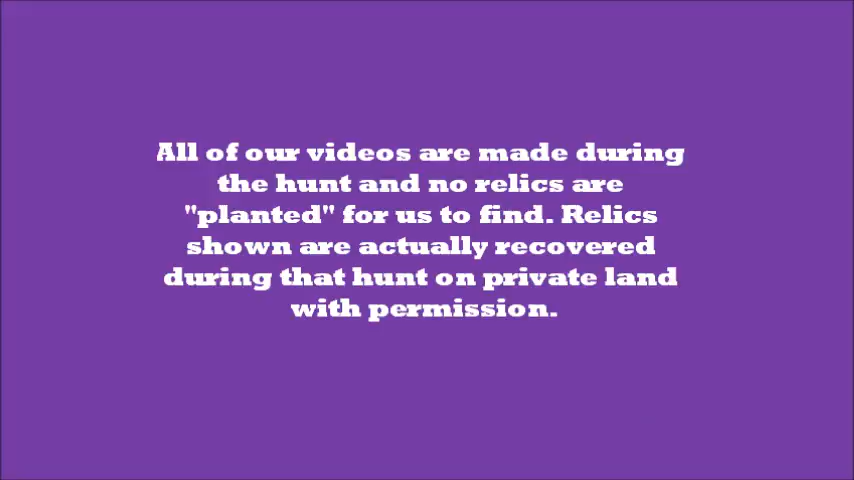 All of our videos are made during
the hunt and no relics are
"planted" for us to find. Relics
shown are actually recovered
during that hunt on private land
with permission.